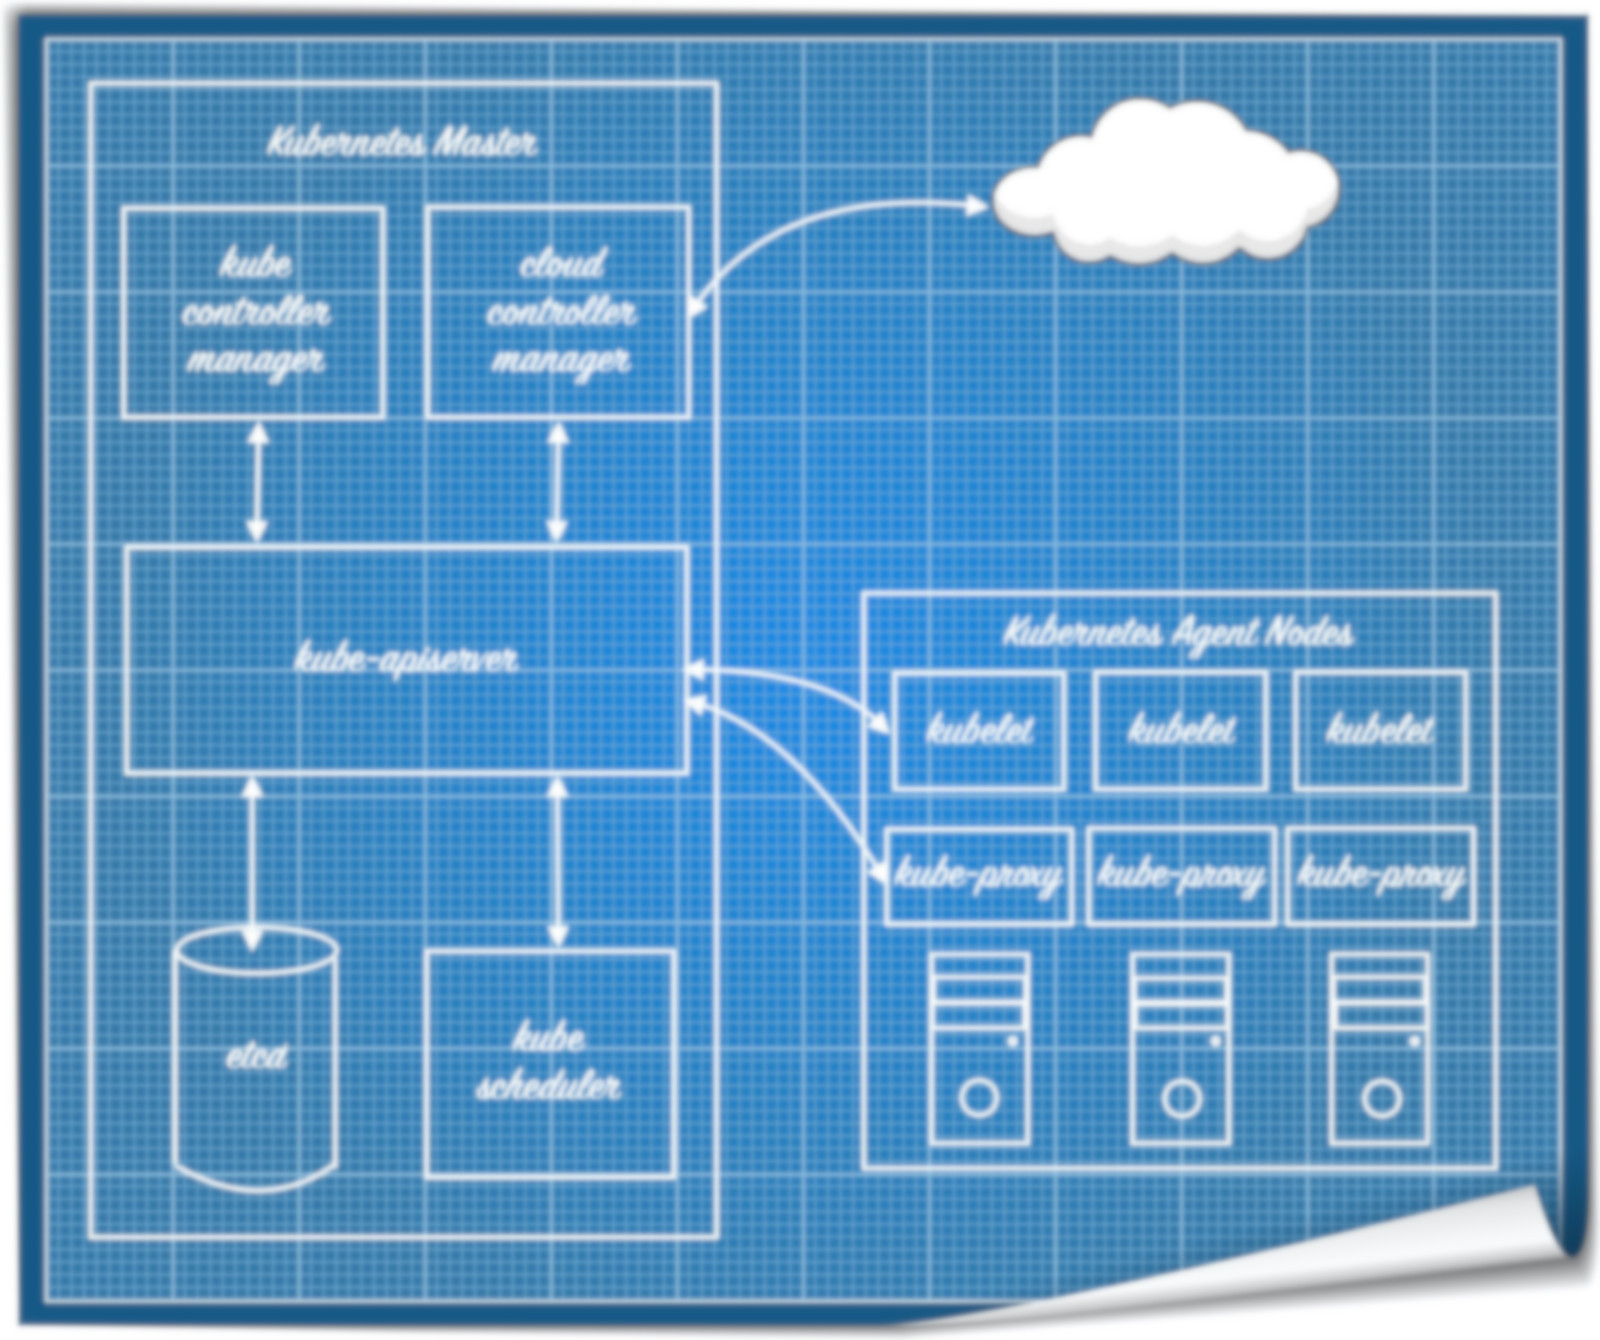 Kubernetes Master
kube
controller
manager
cloud
controller
manager
kube-apiserver
etcd
kube
scheduler
Kubernetes Agent Nodes
kubelet
kubelet
kubelet
kube-proxy
kube-proxy
kube-proxy